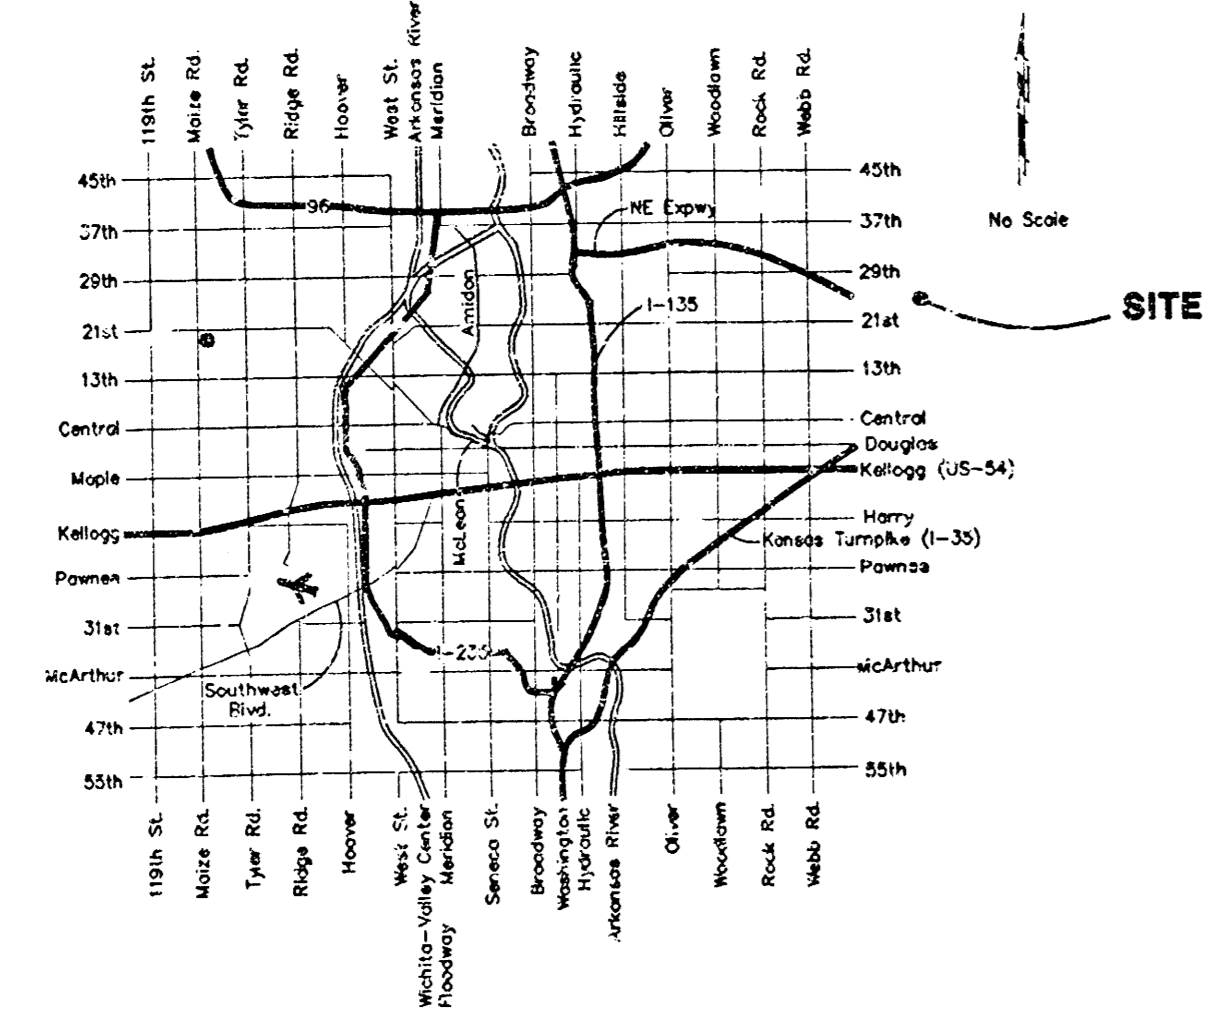 119th St.
Maize Rd.
Tyler Rd.
Ridge Rd.
Hoover
West St.
Arkansas River
Meridian
Broadway
Hydraulic
Hillside
Oliver
Woodlawn
Rock Rd.
Webb Rd.
45th
45th
96
NE Expwy
37th
37th
No Scale
29th
29th
Amidon
I-135
SITE
21st
21st
13th
13th
Central
Central
Douglas
Maple
Kellogg (US-54)
McLean
Kellogg
Harry
Kansas Turnpike (I-35)
Pawnee
Pawnee
31st
31st
I-235
McArthur
McArthur
Southwest
Blvd.
47th
47th
55th
55th
119th St.
Maize Rd.
Tyler Rd.
Ridge Rd.
Hoover
West St.
Wichita-Valley Center
Floodway
Meridian
Seneca St.
Broadway
Washington
Hydraulic
Arkansas River
Oliver
Woodlawn
Rock Rd.
Webb Rd.